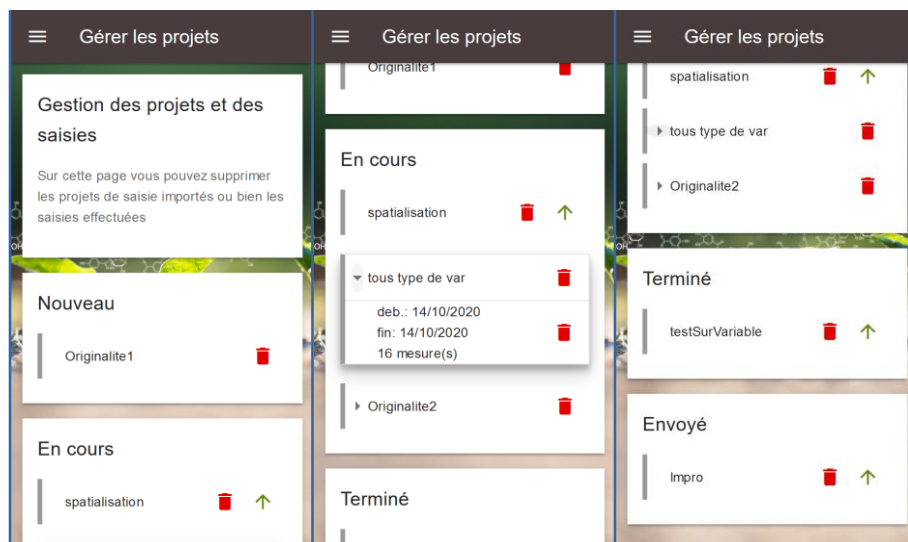 Gérer les projets
Gestion des projets et des
saisies
Sur cette page vous pouvez supprimer
les projets de saisie importés ou bien les
saisies effectuées
Nouveau
Originalite1
En cours
spatialisation
Gérer les projets
Originalite1
En cours
spatialisation
tous type de var
deb.: 14/10/2020
fin: 14/10/2020
16 mesure(s)
Originalite2
Terminé
Gérer les projets
spatialisation
tous type de var
Originalite2
Terminé
testSurVariable
Envoyé
Impro